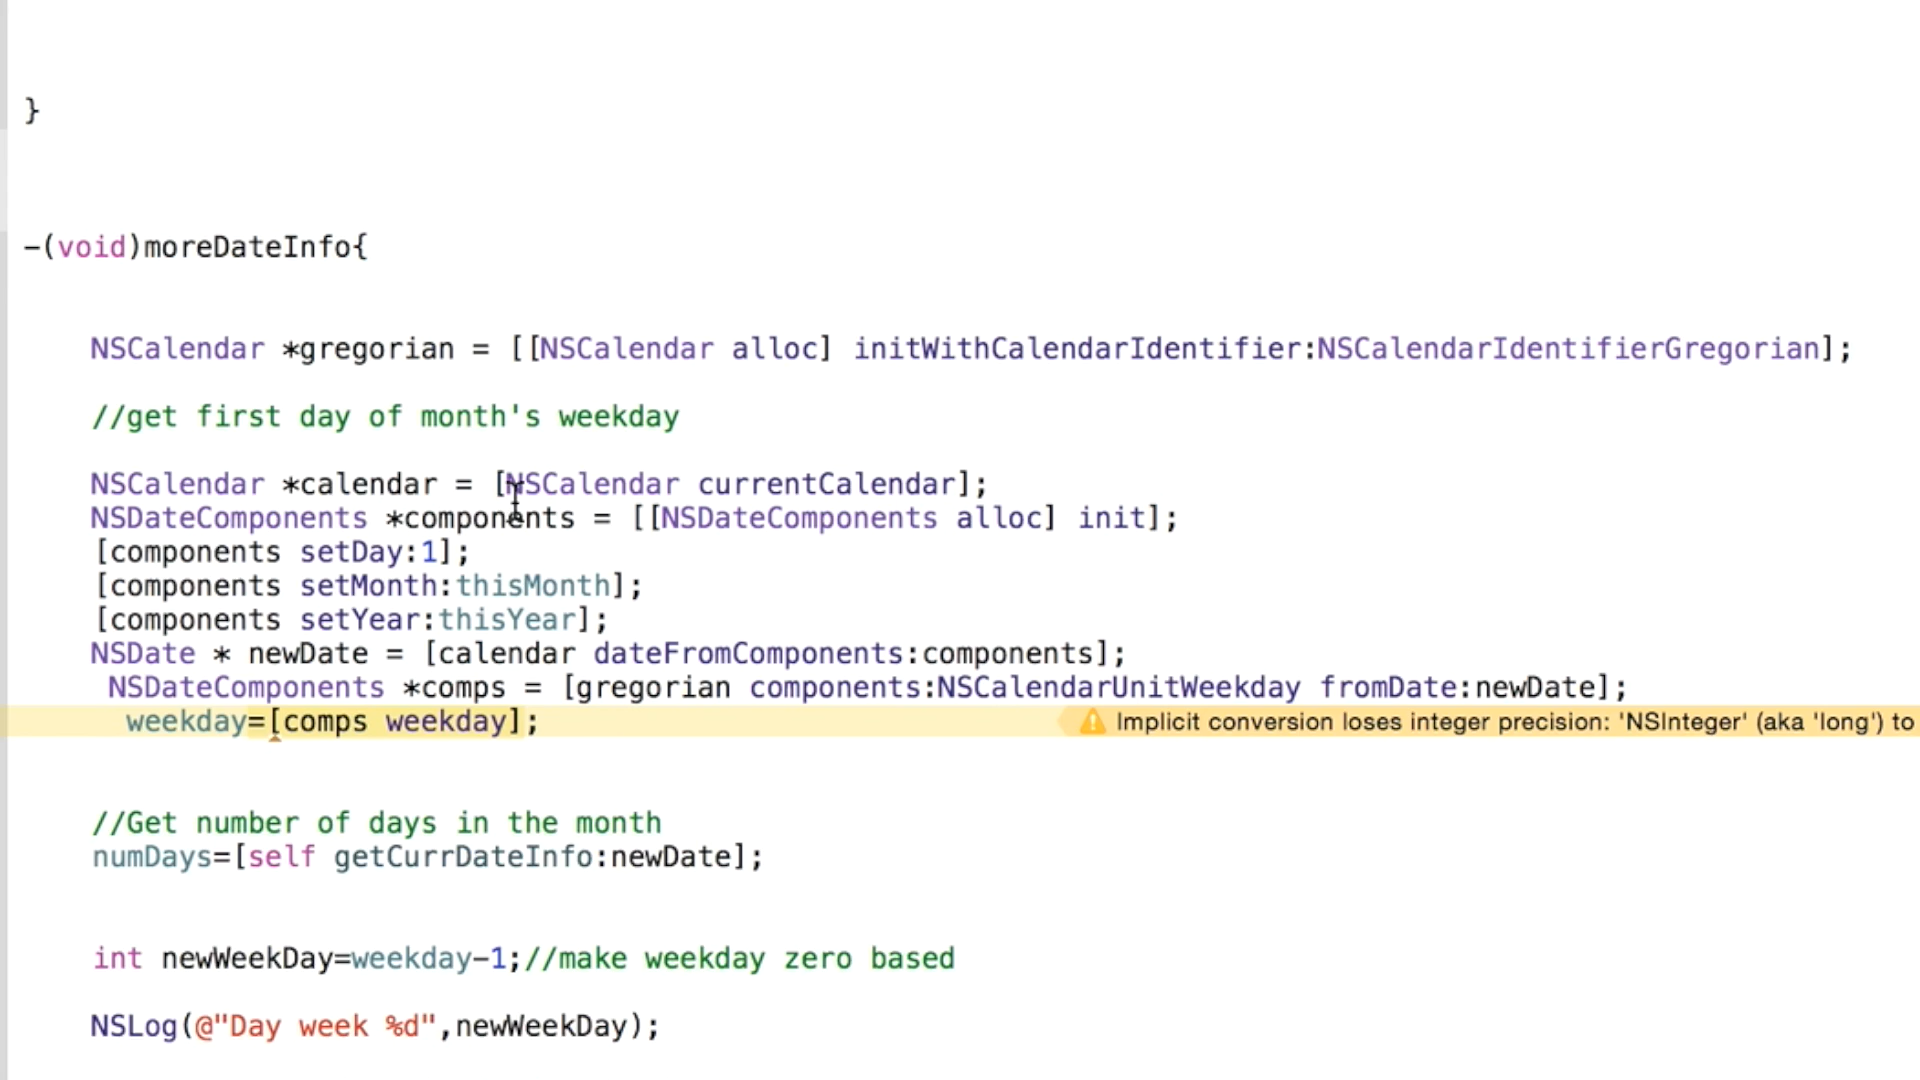 }
-(void)moreDateInfo{
NSCalendar *gregorian = [[NSCalendar alloc] initWithCalendarIdentifier:NSCalendarIdentifierGregorian];
//get first day of month's weekday
NSCalendar *calendar = [NSCalendar currentCalendar];
NSDateComponents *components = [[NSDateComponents alloc] init];
[components setDay:1];
[components setMonth:thisMonth];
[components setYear:thisYear];
NSDate * newDate = [calendar dateFromComponents:components];
NSDateComponents *comps = [gregorian components:NSCalendarUnitWeekday fromDate:newDate];
weekday=[comps weekday]; Implicit conversion loses integer precision: 'NSInteger' (aka 'long') to
//Get number of days in the month
numDays=[self getCurrDateInfo:newDate];
int newWeekDay=weekday-1;//make weekday zero based
NSLog(@"Day week %d",newWeekDay);